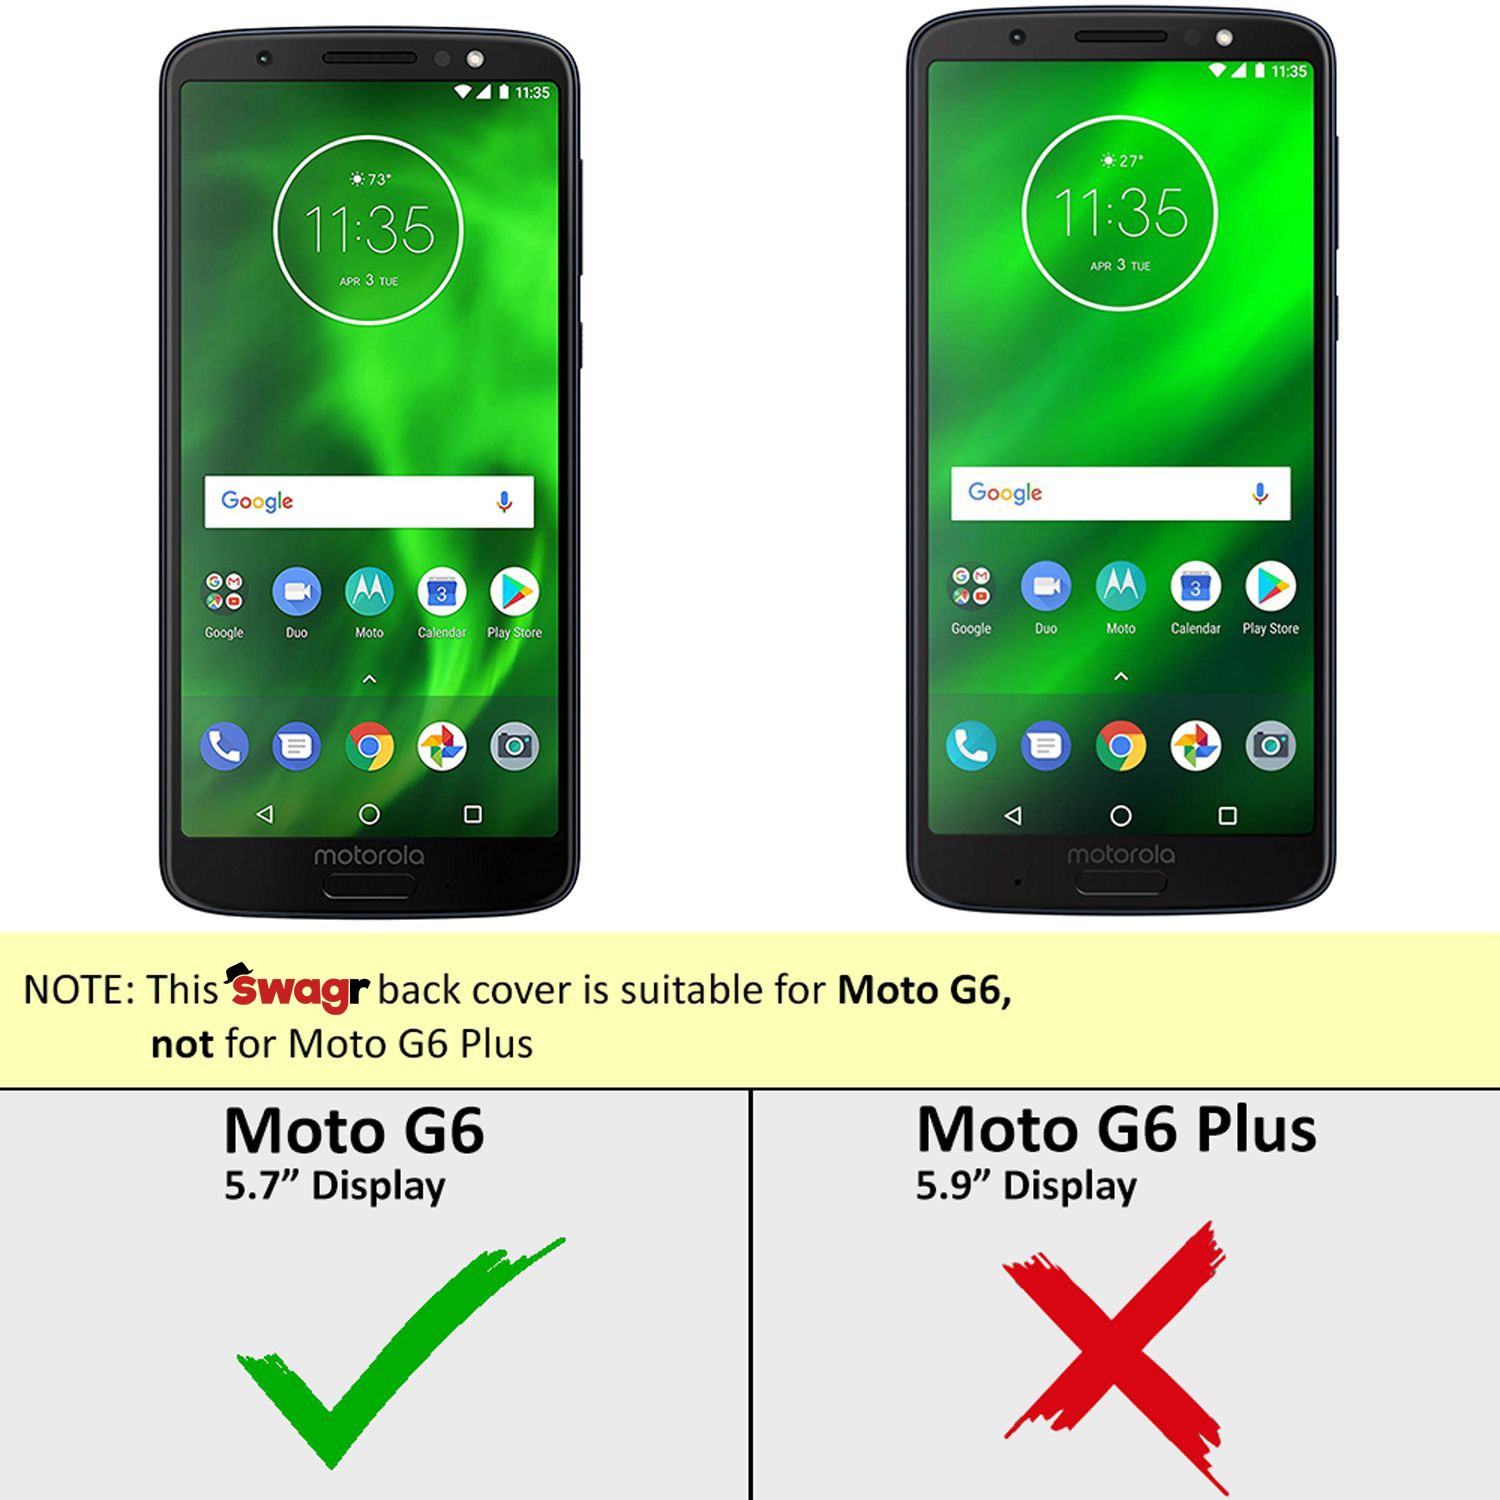 11:35
73°
11:35
APR 3 TUE
Google
Google
Duo
Moto
3
Calendar
Play Store
motorola
11:35
27°
11:35
APR 3 TUE
Google
Google
Duo
Moto
3
Calendar
Play Store
motorola
NOTE: This swagr back cover is suitable for Moto G6,
not for Moto G6 Plus
Moto G6
5.7” Display
Moto G6 Plus
5.9” Display